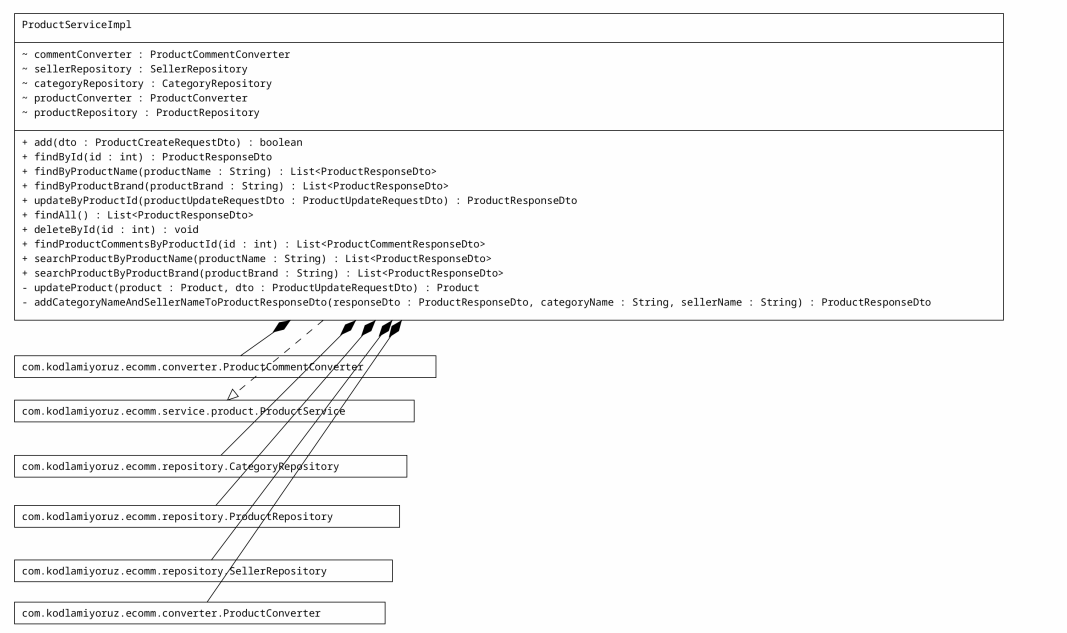 ProductServiceImpl
~ commentConverter : ProductCommentConverter
~ sellerRepository : SellerRepository
~ categoryRepository : CategoryRepository
~ productConverter : ProductConverter
~ productRepository : ProductRepository
+ add(dto : ProductCreateRequestDto) : boolean
+ findById(id : int) : ProductResponseDto
+ findByProductName(productName : String) : List<ProductResponseDto>
+ findByProductBrand(productBrand : String) : List<ProductResponseDto>
+ updateByProductId(productUpdateRequestDto : ProductUpdateRequestDto) : ProductResponseDto
+ findAll() : List<ProductResponseDto>
+ deleteById(id : int) : void
+ findProductCommentsByProductId(id : int) : List<ProductCommentResponseDto>
+ searchProductByProductName(productName : String) : List<ProductResponseDto>
+ searchProductByProductBrand(productBrand : String) : List<ProductResponseDto>
- updateProduct(product : Product, dto : ProductUpdateRequestDto) : Product
- addCategoryNameAndSellerNameToProductResponseDto(responseDto : ProductResponseDto, categoryName : String, sellerName : String) : ProductResponseDto
com.kodlamiyoruz.ecomm.converter.ProductCommentConverter
com.kodlamiyoruz.ecomm.service.product.ProductService
com.kodlamiyoruz.ecomm.repository.CategoryRepository
com.kodlamiyoruz.ecomm.repository.ProductRepository
com.kodlamiyoruz.ecomm.repository.SellerRepository
com.kodlamiyoruz.ecomm.converter.ProductConverter